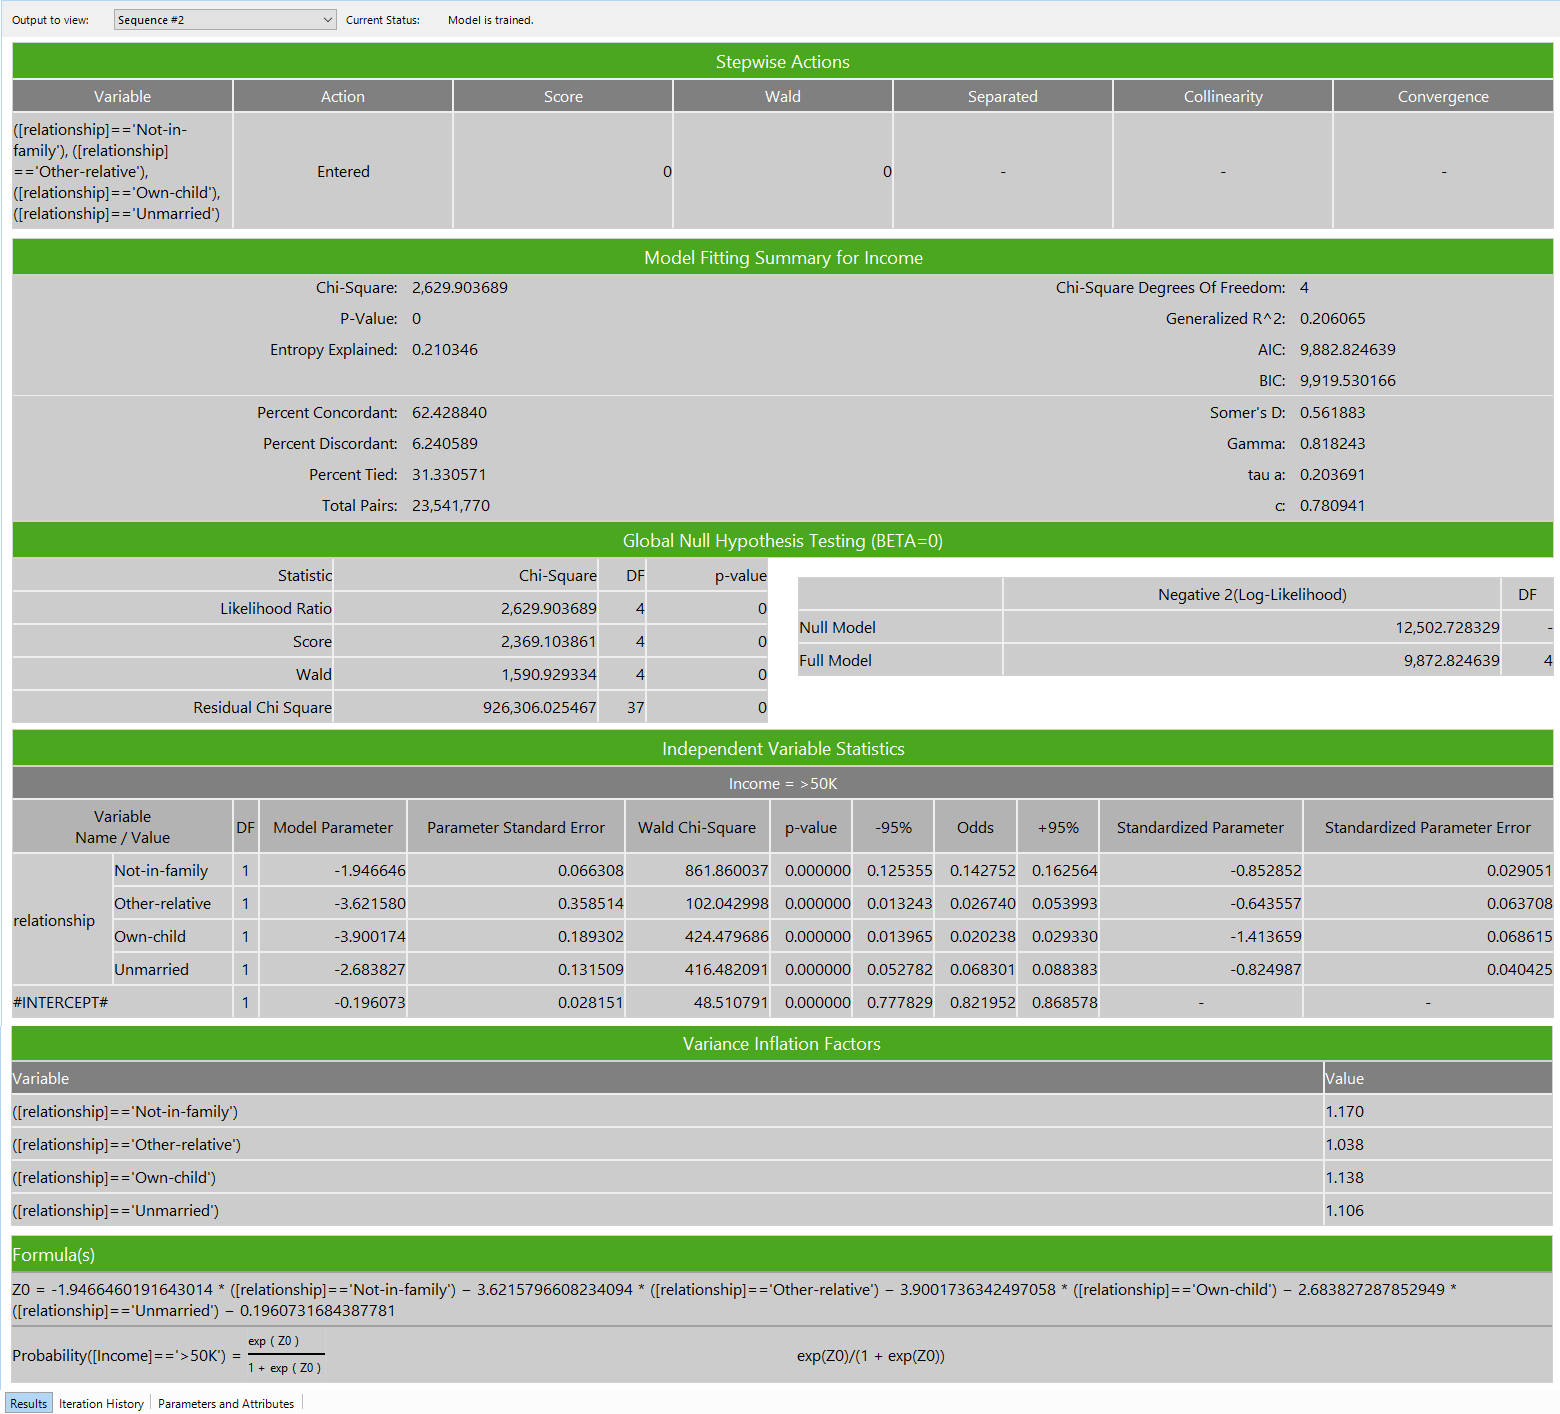 Output to view: Sequence #2 Current Status: Model is trained.
Stepwise Actions
Variable Action Score Wald Separated Collinearity Convergence
([relationship]=='Not-in-
family'), ([relationship]
=='Other-relative'),
([relationship]=='Own-child'),
([relationship]=='Unmarried')
Entered 0 0 - - -
Model Fitting Summary for Income
Chi-Square: 2,629.903689 Chi-Square Degrees Of Freedom: 4
P-Value: 0 Generalized R^2: 0.206065
Entropy Explained: 0.210346 AIC: 9,882.824639
BIC: 9,919.530166
Percent Concordant: 62.428840 Somer's D: 0.561883
Percent Discordant: 6.240589 Gamma: 0.818243
Percent Tied: 31.330571 tau a: 0.203691
Total Pairs: 23,541,770 c: 0.780941
Global Null Hypothesis Testing (BETA=0)
Statistic Chi-Square DF p-value
Likelihood Ratio 2,629.903689 4 0
Score 2,369.103861 4 0
Wald 1,590.929334 4 0
Residual Chi Square 926,306.025467 37 0
Negative 2(Log-Likelihood) DF
Null Model 12,502.728329 -
Full Model 9,872.824639 4
Independent Variable Statistics
Income = >50K
Variable
Name / Value
DF Model Parameter Parameter Standard Error Wald Chi-Square p-value -95% Odds +95% Standardized Parameter Standardized Parameter Error
relationship
Not-in-family 1 -1.946646 0.066308 861.860037 0.000000 0.125355 0.142752 0.162564 -0.852852 0.029051
Other-relative 1 -3.621580 0.358514 102.042998 0.000000 0.013243 0.026740 0.053993 -0.643557 0.063708
Own-child 1 -3.900174 0.189302 424.479686 0.000000 0.013965 0.020238 0.029330 -1.413659 0.068615
Unmarried 1 -2.683827 0.131509 416.482091 0.000000 0.052782 0.068301 0.088383 -0.824987 0.040425
#INTERCEPT# 1 -0.196073 0.028151 48.510791 0.000000 0.777829 0.821952 0.868578 - -
Variance Inflation Factors
Variable Value
([relationship]=='Not-in-family') 1.170
([relationship]=='Other-relative') 1.038
([relationship]=='Own-child') 1.138
([relationship]=='Unmarried') 1.106
Formula(s)
Z0 = -1.9466460191643014 * ([relationship]=='Not-in-family') − 3.6215796608234094 * ([relationship]=='Other-relative') − 3.9001736342497058 * ([relationship]=='Own-child') − 2.683827287852949 *
([relationship]=='Unmarried') − 0.1960731684387781
exp ( Z0 )
Probability([Income]=='>50K') = exp(Z0)/(1 + exp(Z0))
1 + exp ( Z0 )
Results Iteration History Parameters and Attributes